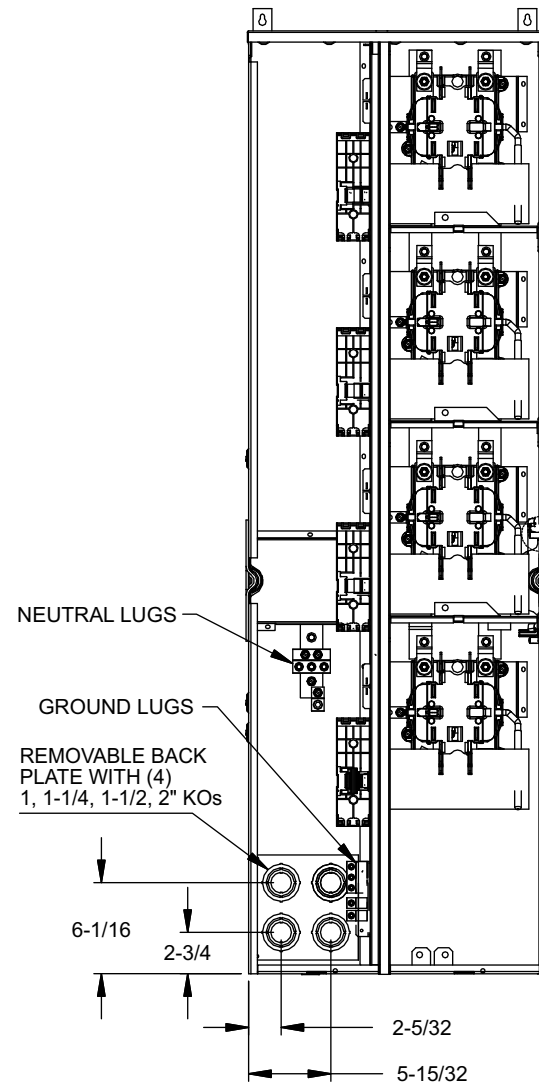 NEUTRAL LUGS
GROUND LUGS
REMOVABLE BACK
PLATE WITH (4)
1, 1-1/4, 1-1/2, 2" KOs
6-1/16
2-3/4
2-5/32
5-15/32